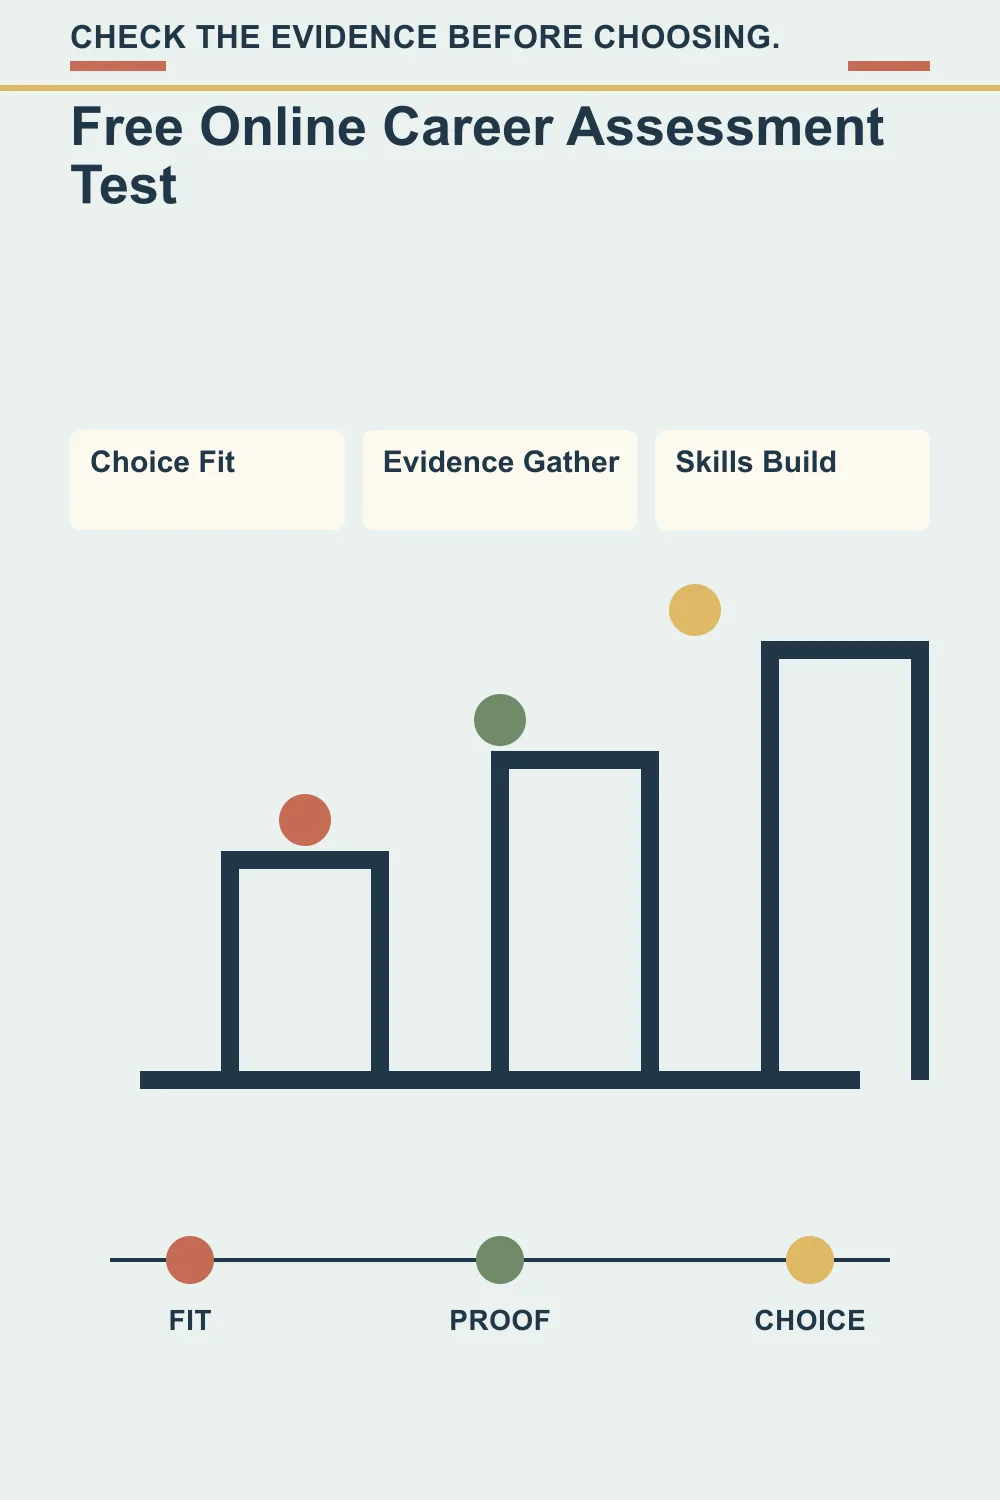 CHECK THE EVIDENCE BEFORE CHOOSING.
Free Online Career Assessment
Test
Choice Fit
Evidence Gather
Skills Build
FIT
PROOF
CHOICE